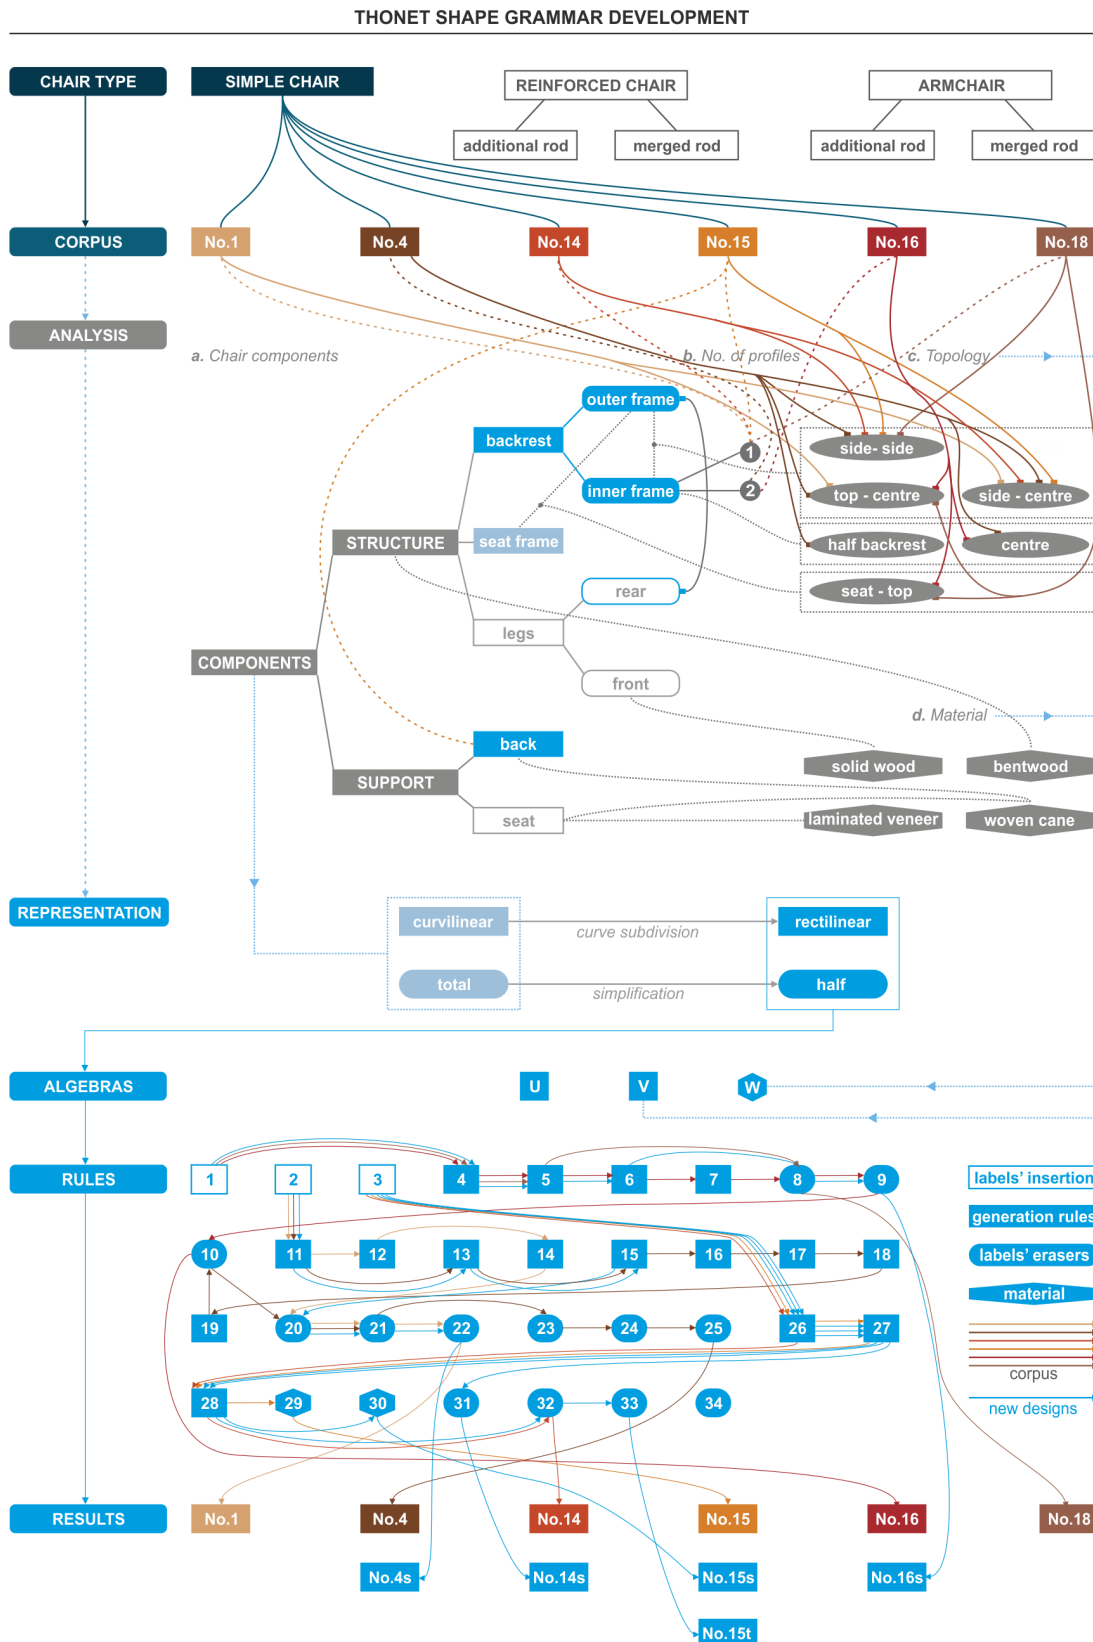 THONET SHAPE GRAMMAR DEVELOPMENT
CHAIR TYPE
SIMPLE CHAIR
REINFORCED CHAIR
ARMCHAIR
additional rod
merged rod
additional rod
merged rod
CORPUS
No.1
No.4
No.14
No.15
No.16
No.18
ANALYSIS
a. Chair components
b. No. of profiles
c. Topology
outer frame
backrest
side- side
1
inner frame
2
top - centre
side - centre
STRUCTURE
seat frame
half backrest
centre
rear
seat - top
legs
COMPONENTS
front
d. Material
back
solid wood
bentwood
SUPPORT
seat
laminated veneer
woven cane
REPRESENTATION
curvilinear
curve subdivision
rectilinear
total
simplification
half
ALGEBRAS
U
V
W
RULES
1
2
3
4
5
6
7
8
9
labels' insertion
generation rules
10
11
12
13
14
15
16
17
18
labels' erasers
material
19
20
21
22
23
24
25
26
27
corpus
new designs
28
29
30
31
32
33
34
RESULTS
No.1
No.4
No.14
No.15
No.16
No.18
No.4s
No.14s
No.15s
No.16s
No.15t